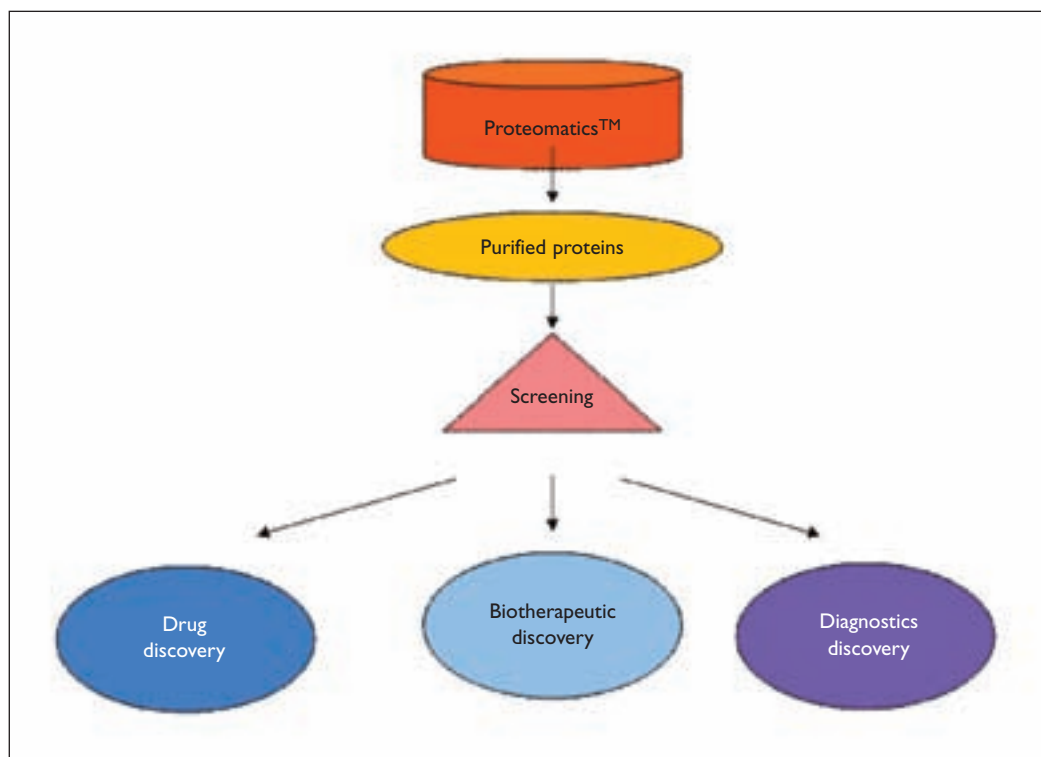 Proteomatics™
Purified proteins
Screening
Drug
discovery
Biotherapeutic
discovery
Diagnostics
discovery